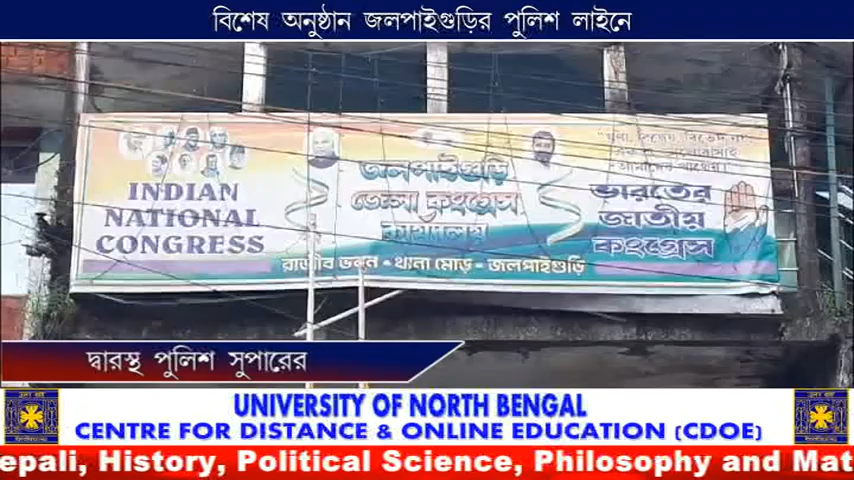 বিশেষ অনুষ্ঠান জলপাইগুড়ির পুলিশ লাইনে
INDIAN
NATIONAL
CONGRESS
জলপাইগুড়ি
জেলা কংগ্রেস
কার্যালয়
রাজীব ভবন • থানা মোড় • জলপাইগুড়ি
ভারতের
জাতীয়
কংগ্রেস
দ্বারস্থ পুলিশ সুপারের
UNIVERSITY OF NORTH BENGAL
CENTRE FOR DISTANCE & ONLINE EDUCATION (CDOE)
epali, History, Political Science, Philosophy and Mat